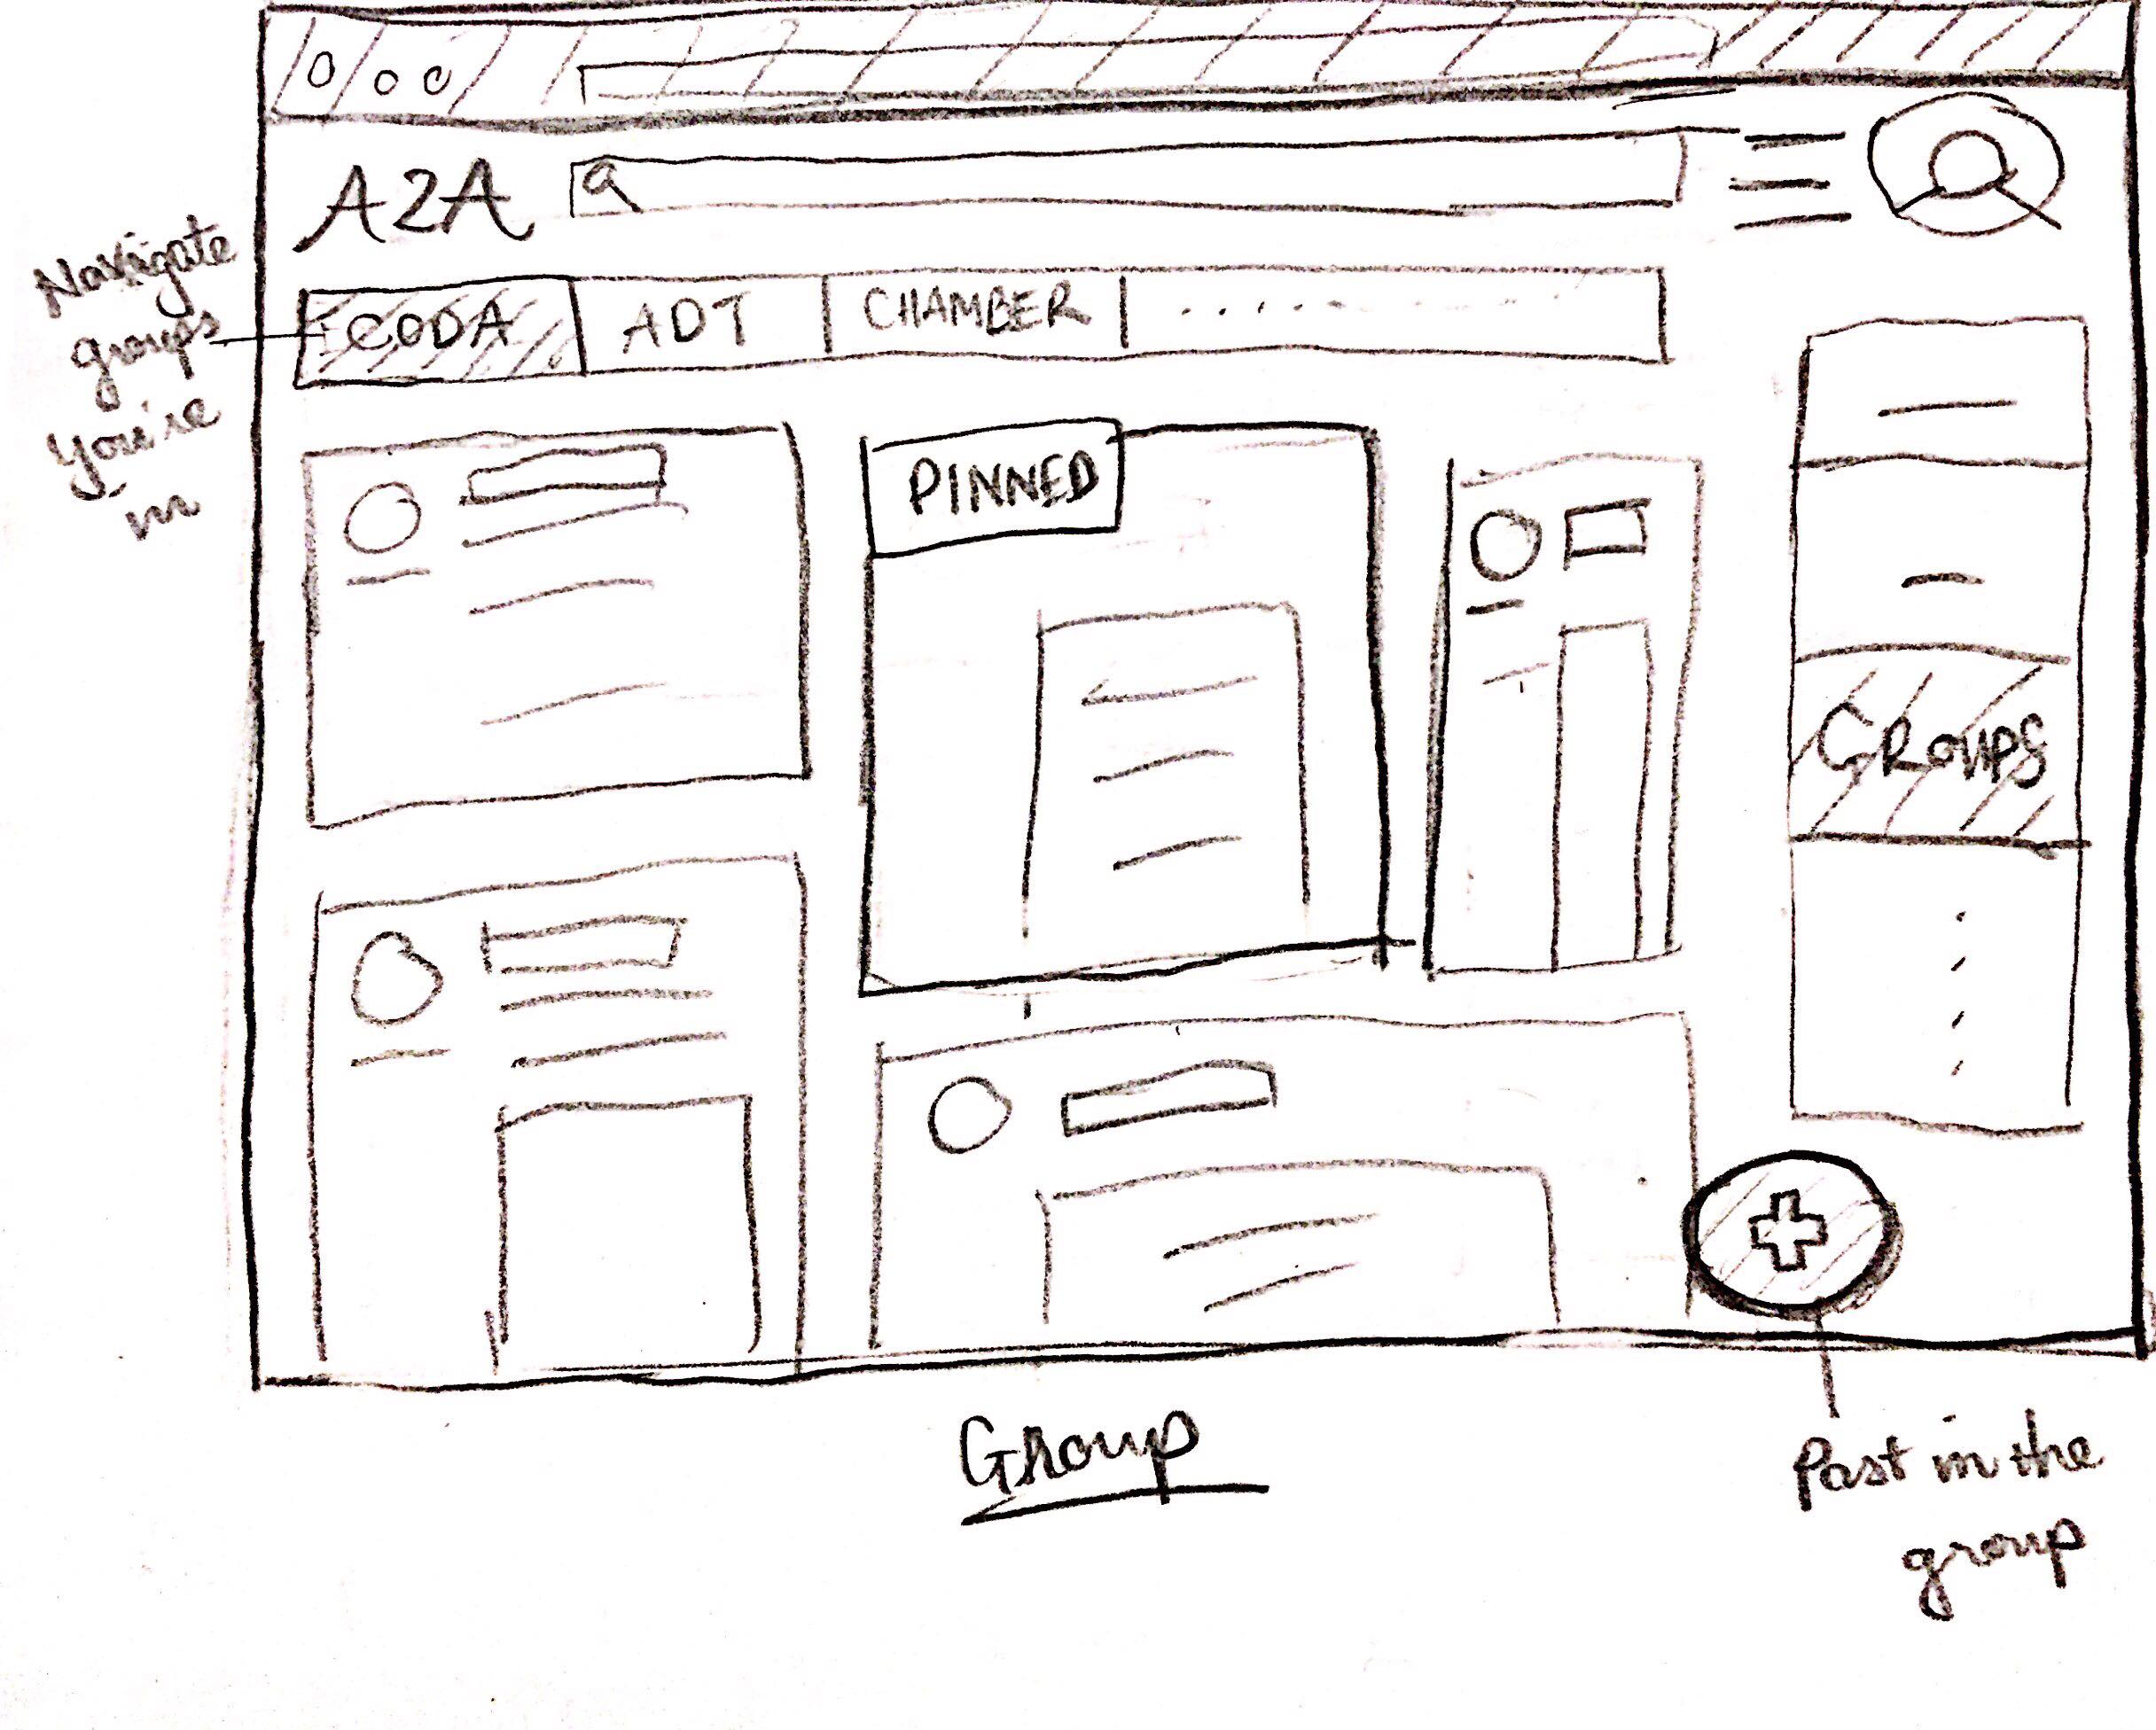 A2A
Navigate
groups
you're
in
CODA
ADT
CHAMBER
PINNED
GROUPS
Group
Post in the
group